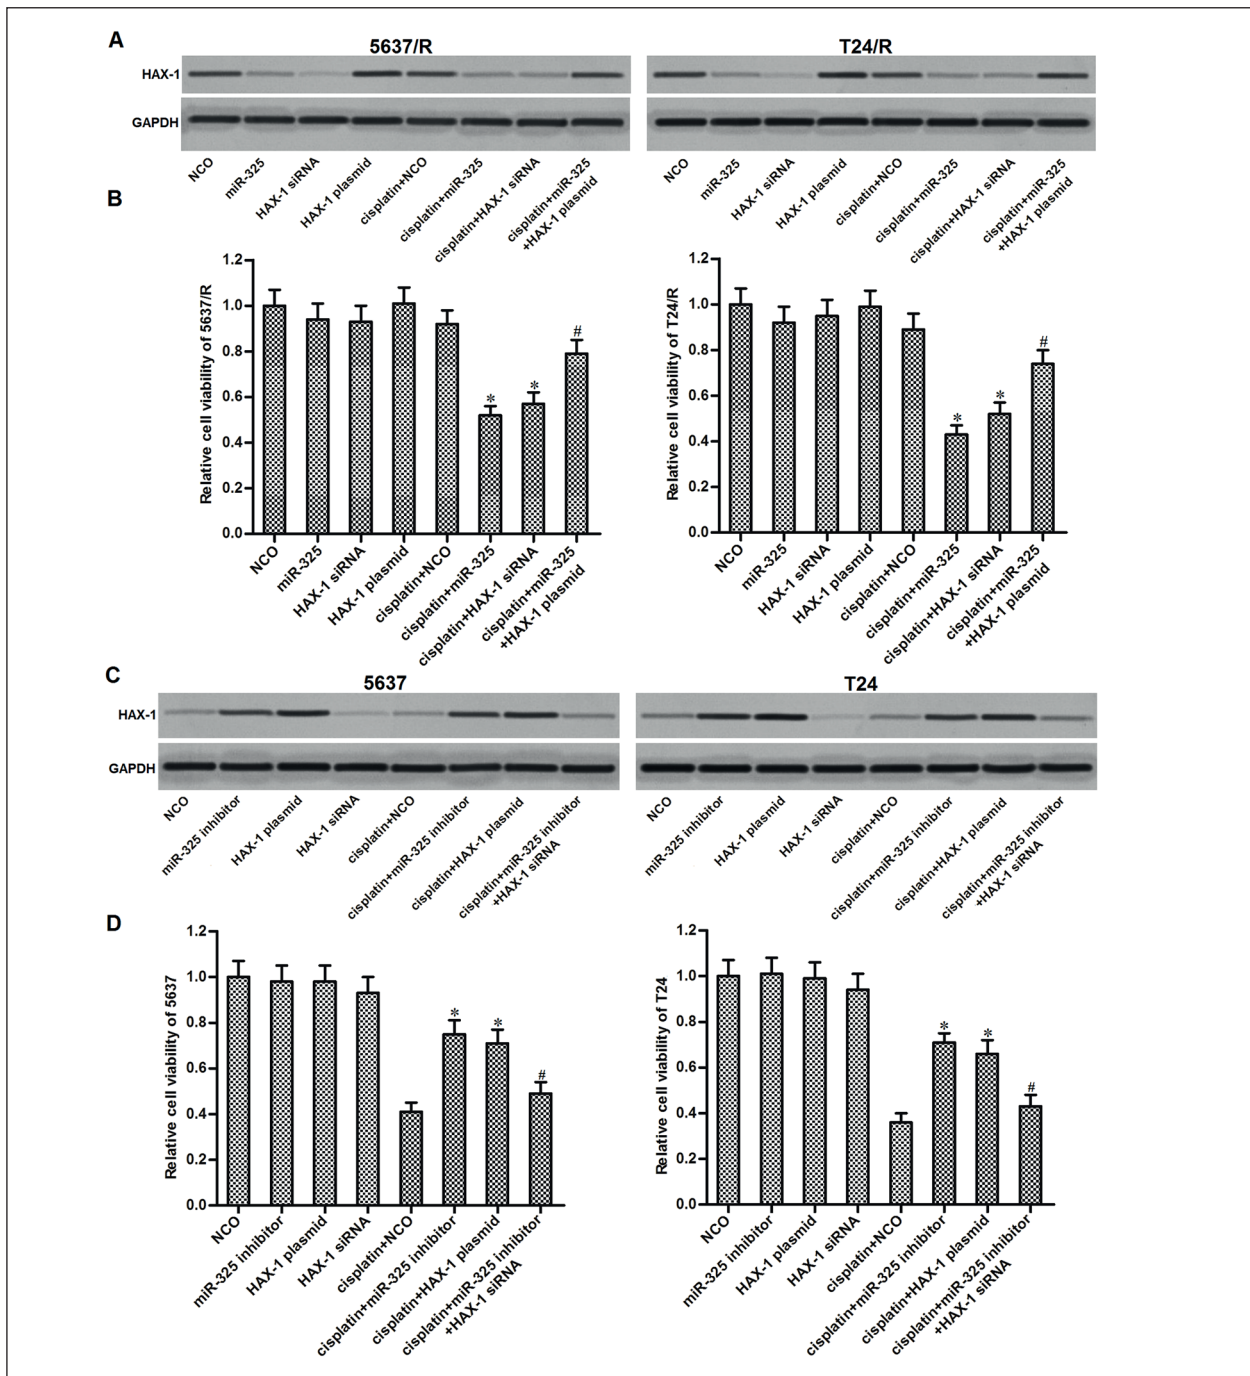 A
5637/R
T24/R
HAX-1
GAPDH
NCO
miR-325
HAX-1 siRNA
HAX-1 plasmid
cisplatin+NCO
cisplatin+miR-325
cisplatin+HAX-1 siRNA
cisplatin+miR-325
+HAX-1 plasmid
NCO
miR-325
HAX-1 siRNA
HAX-1 plasmid
cisplatin+NCO
cisplatin+miR-325
cisplatin+HAX-1 siRNA
cisplatin+miR-325
+HAX-1 plasmid
B
Relative cell viability of 5637/R
1.2
1.0
0.8
0.6
0.4
0.2
0.0
*
*
#
NCO
miR-325
HAX-1 siRNA
HAX-1 plasmid
cisplatin+NCO
cisplatin+miR-325
cisplatin+HAX-1 siRNA
cisplatin+miR-325
+HAX-1 plasmid
Relative cell viability of T24/R
1.2
1.0
0.8
0.6
0.4
0.2
0.0
*
*
#
NCO
miR-325
HAX-1 siRNA
HAX-1 plasmid
cisplatin+NCO
cisplatin+miR-325
cisplatin+HAX-1 siRNA
cisplatin+miR-325
+HAX-1 plasmid
C
5637
T24
HAX-1
GAPDH
NCO
miR-325 inhibitor
HAX-1 plasmid
HAX-1 siRNA
cisplatin+NCO
cisplatin+miR-325 inhibitor
cisplatin+HAX-1 plasmid
cisplatin+miR-325 inhibitor
+HAX-1 siRNA
NCO
miR-325 inhibitor
HAX-1 plasmid
HAX-1 siRNA
cisplatin+NCO
cisplatin+miR-325 inhibitor
cisplatin+HAX-1 plasmid
cisplatin+miR-325 inhibitor
+HAX-1 siRNA
D
Relative cell viability of 5637
1.2
1.0
0.8
0.6
0.4
0.2
0.0
*
*
#
NCO
miR-325 inhibitor
HAX-1 plasmid
HAX-1 siRNA
cisplatin+NCO
cisplatin+miR-325 inhibitor
cisplatin+HAX-1 plasmid
cisplatin+miR-325 inhibitor
+HAX-1 siRNA
Relative cell viability of T24
1.2
1.0
0.8
0.6
0.4
0.2
0.0
*
*
#
NCO
miR-325 inhibitor
HAX-1 plasmid
HAX-1 siRNA
cisplatin+NCO
cisplatin+miR-325 inhibitor
cisplatin+HAX-1 plasmid
cisplatin+miR-325 inhibitor
+HAX-1 siRNA